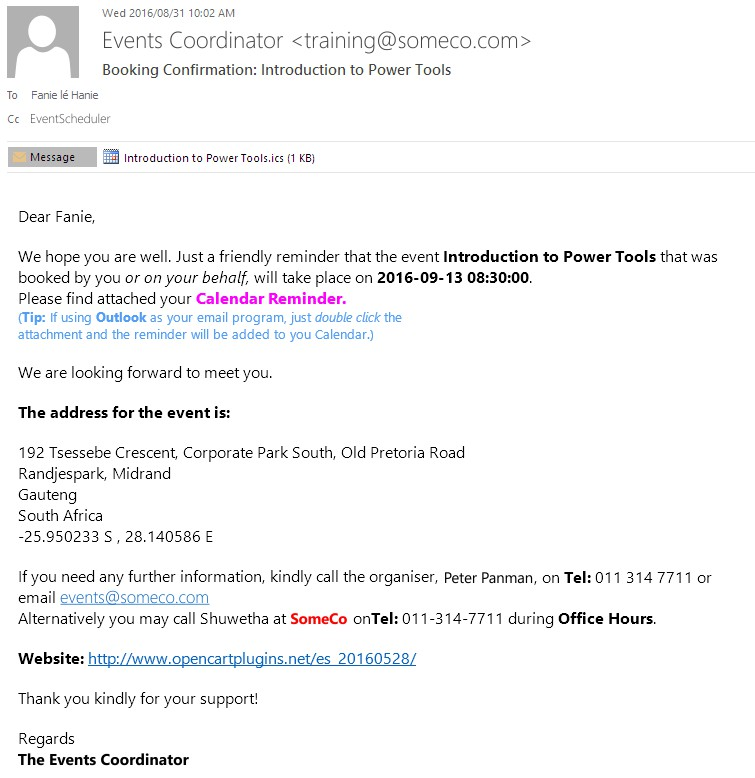 Wed 2016/08/31 10:02 AM
Events Coordinator <training@someco.com>
Booking Confirmation: Introduction to Power Tools
To Fanie lé Hanie
Cc EventScheduler
Message Introduction to Power Tools.ics (1 KB)
Dear Fanie,
We hope you are well. Just a friendly reminder that the event Introduction to Power Tools that was
booked by you or on your behalf, will take place on 2016-09-13 08:30:00.
Please find attached your Calendar Reminder.
(Tip: If using Outlook as your email program, just double click the
attachment and the reminder will be added to you Calendar.)
We are looking forward to meet you.
The address for the event is:
192 Tsessebe Crescent, Corporate Park South, Old Pretoria Road
Randjespark, Midrand
Gauteng
South Africa
-25.950233 S , 28.140586 E
If you need any further information, kindly call the organiser, Peter Panman, on Tel: 011 314 7711 or
email events@someco.com
Alternatively you may call Shuwetha at SomeCo onTel: 011-314-7711 during Office Hours.
Website: http://www.opencartplugins.net/es_20160528/
Thank you kindly for your support!
Regards
The Events Coordinator